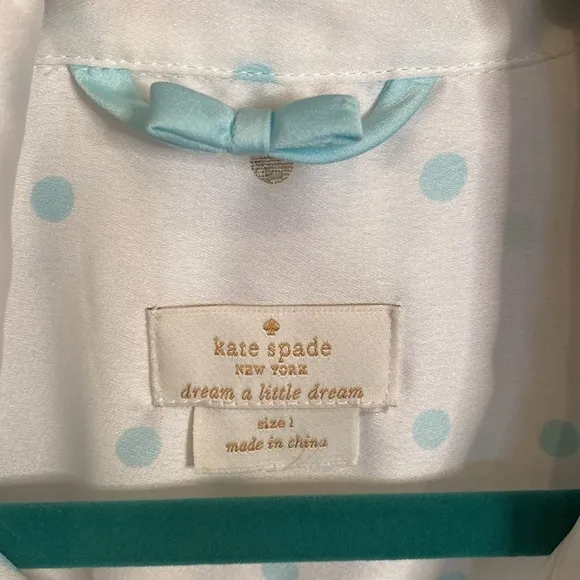 kate spade
NEW YORK
dream a little dream
size 1
made in china